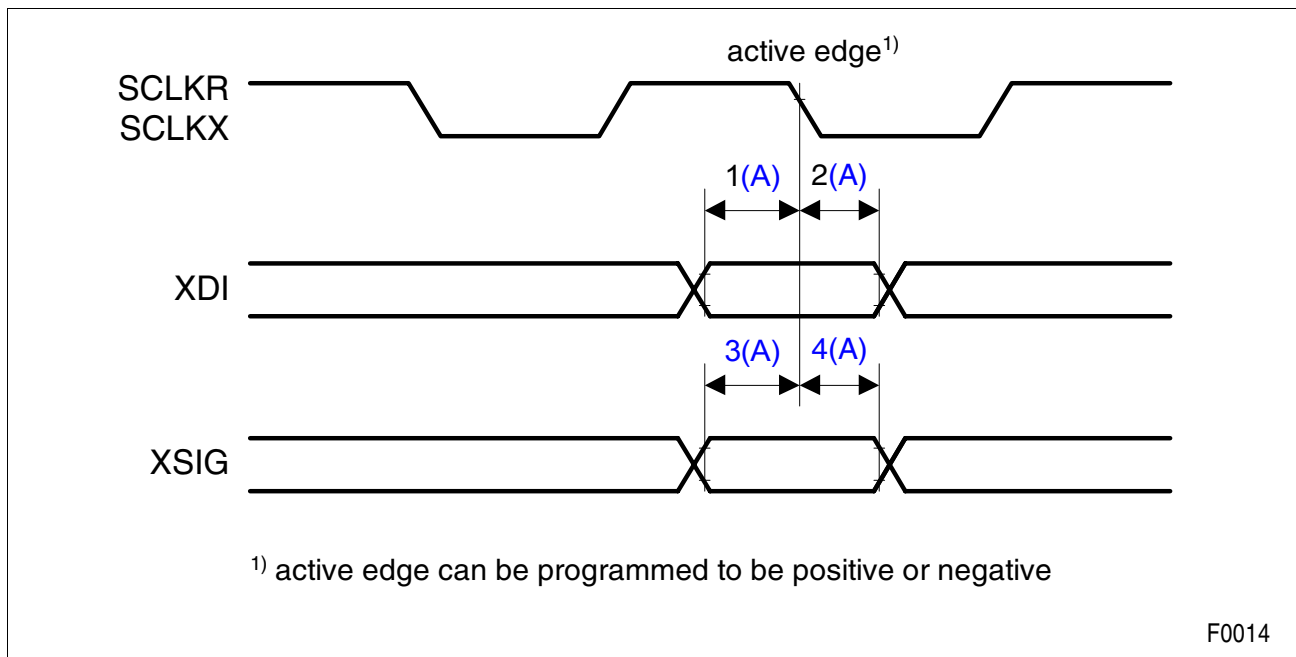 active edge1)
SCLKR
SCLKX
1(A) 2(A)
XDI
3(A) 4(A)
XSIG
1) active edge can be programmed to be positive or negative
F0014